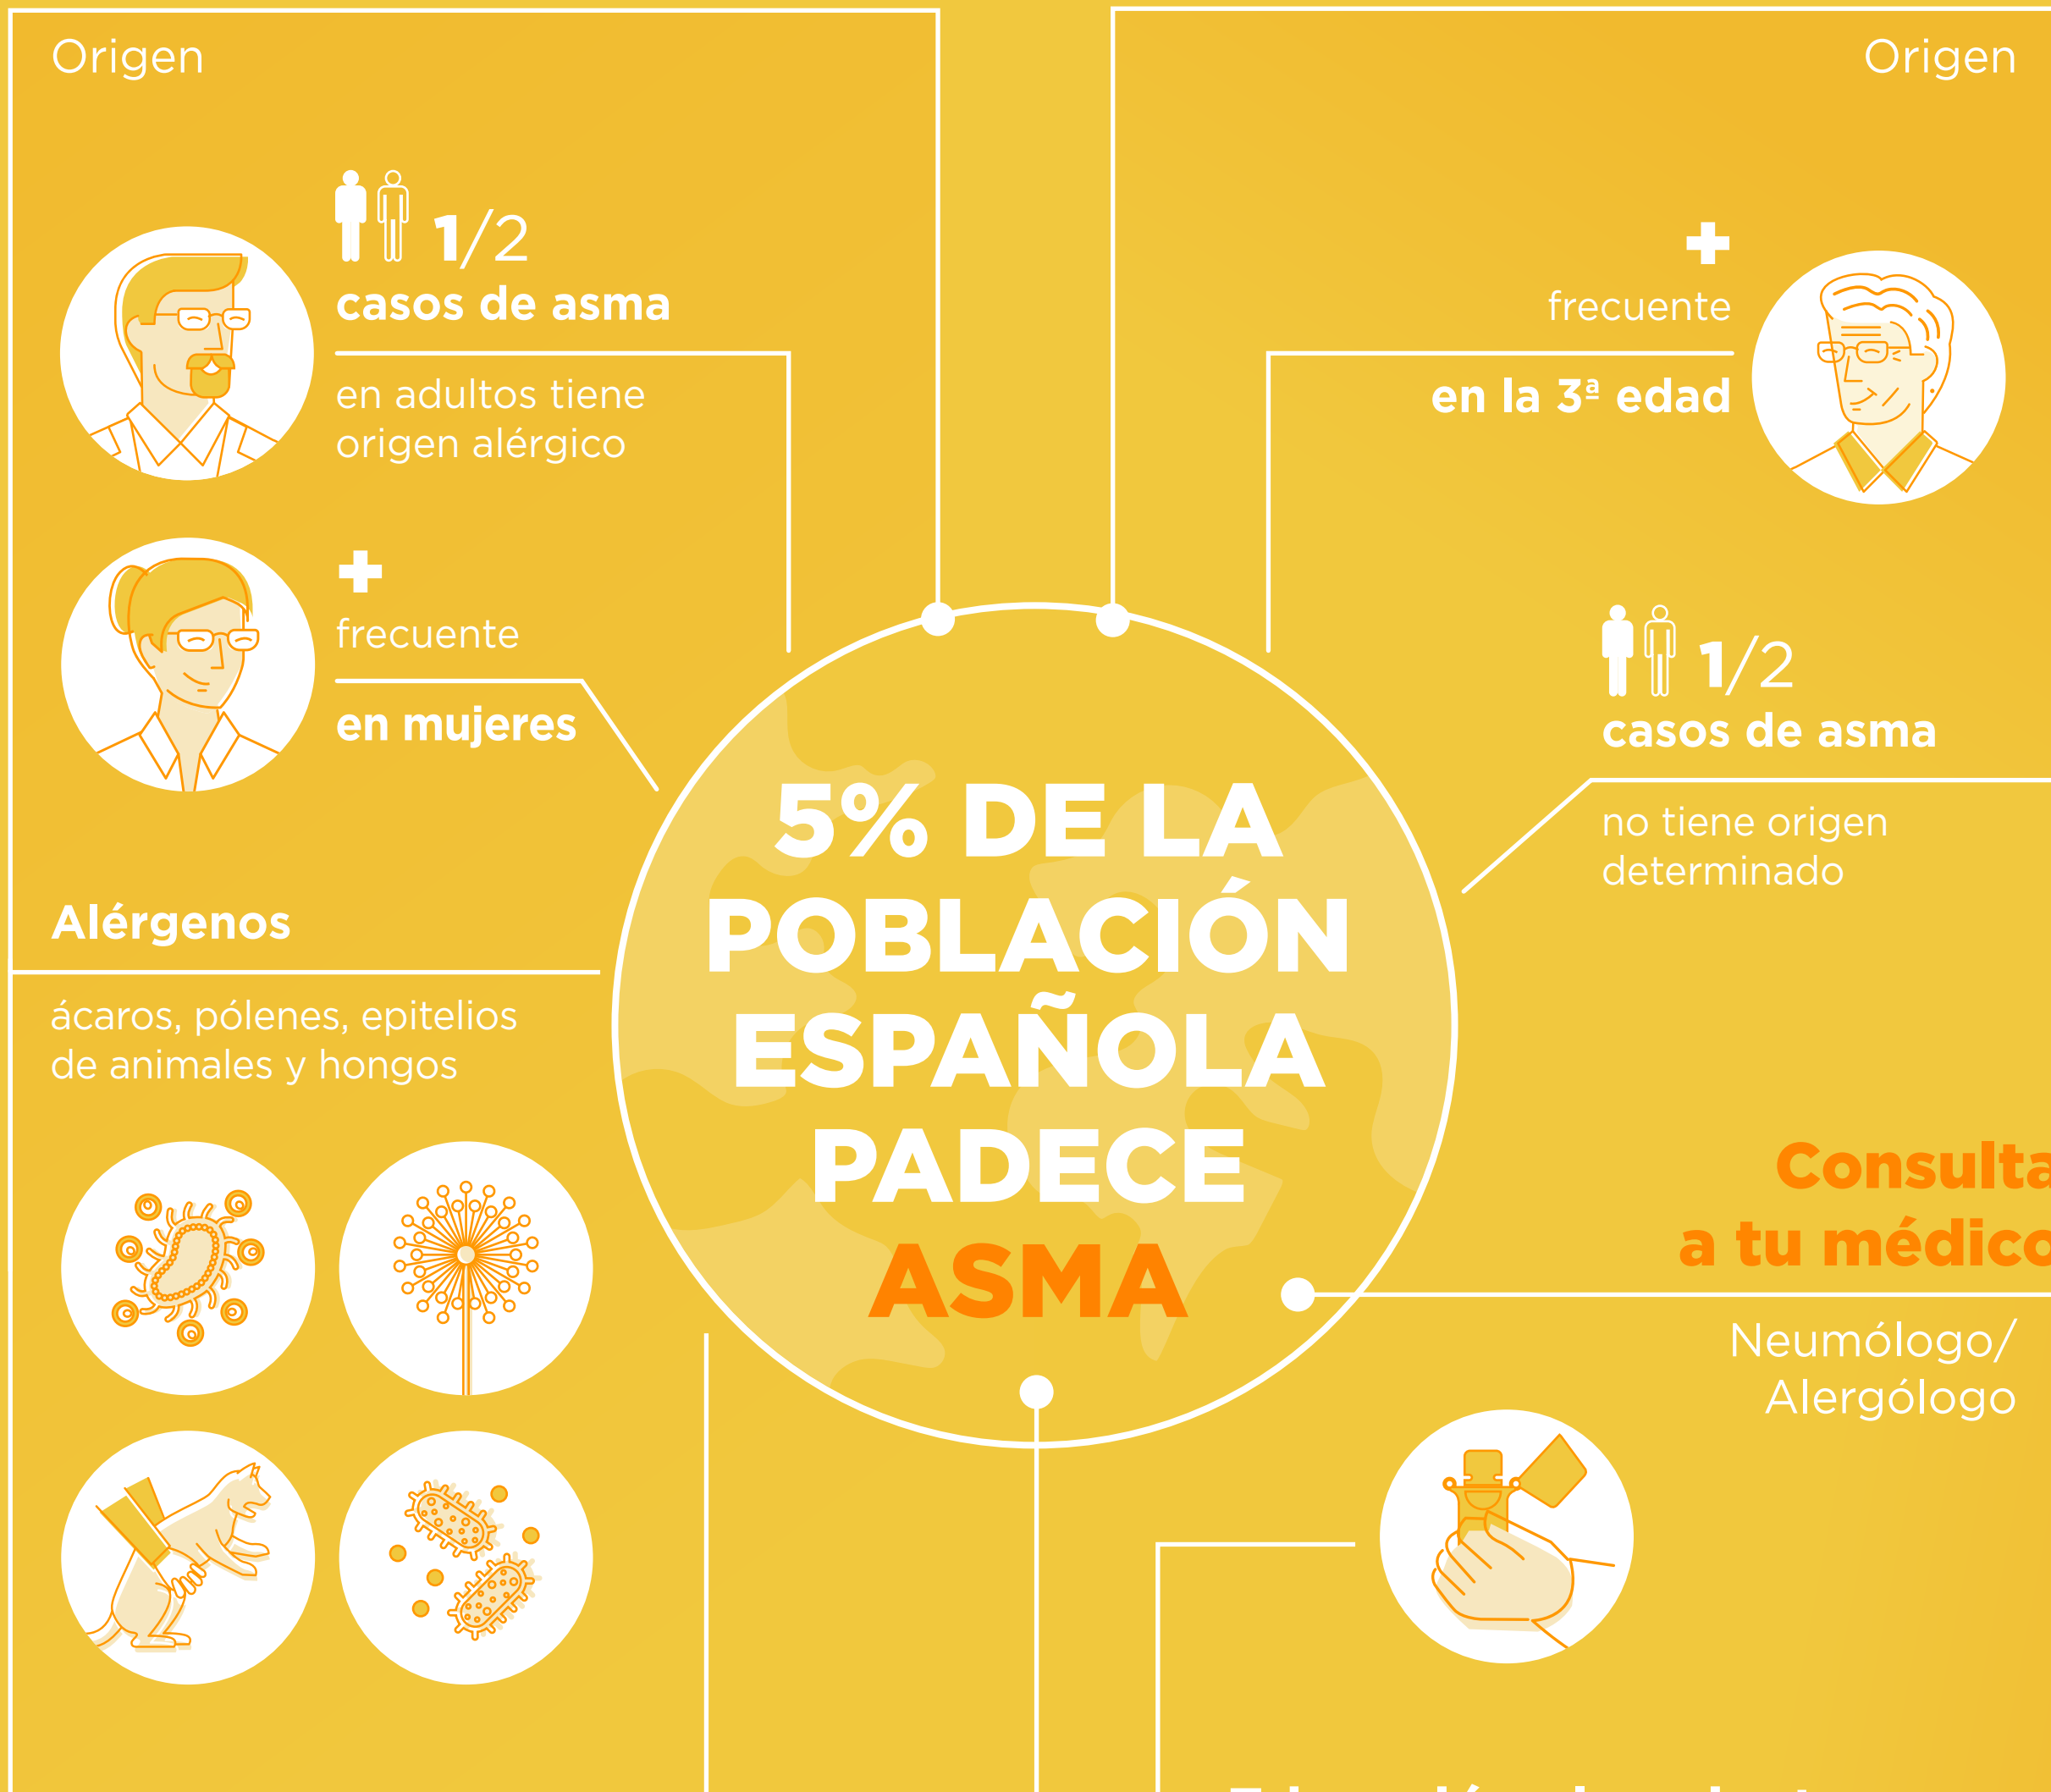 Origen
1/2
casos de asma
en adultos tiene
origen alérgico
+
frecuente
en mujeres
Alérgenos
ácaros, pólenes, epitelios
de animales y hongos
5% DE LA
POBLACIÓN
ESPAÑOLA
PADECE
ASMA
Origen
+
frecuente
en la 3ª edad
1/2
casos de asma
no tiene origen
determinado
Consulta
a tu médico
Neumólogo/
Alergólogo